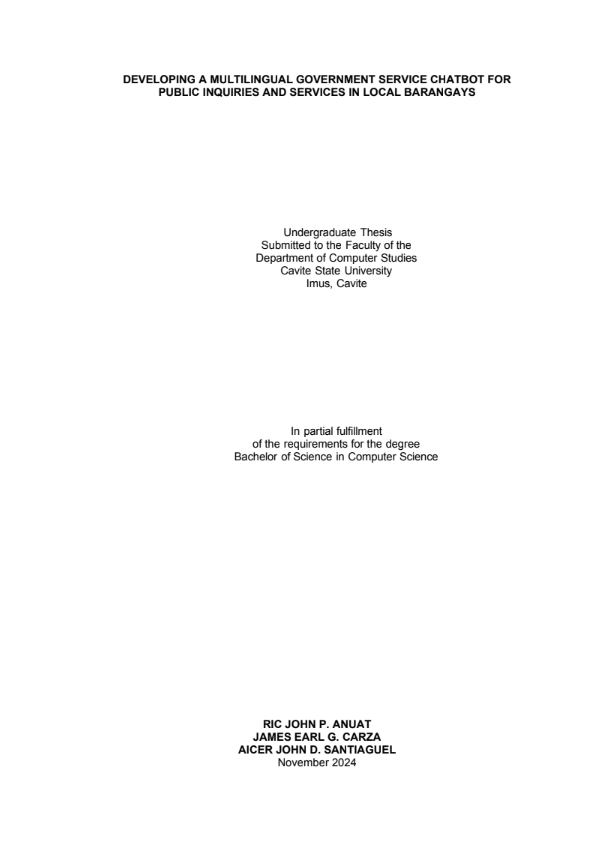 DEVELOPING A MULTILINGUAL GOVERNMENT SERVICE CHATBOT FOR
PUBLIC INQUIRIES AND SERVICES IN LOCAL BARANGAYS
Undergraduate Thesis
Submitted to the Faculty of the
Department of Computer Studies
Cavite State University
Imus, Cavite
In partial fulfillment
of the requirements for the degree
Bachelor of Science in Computer Science
RIC JOHN P. ANUAT
JAMES EARL G. CARZA
AICER JOHN D. SANTIAGUEL
November 2024